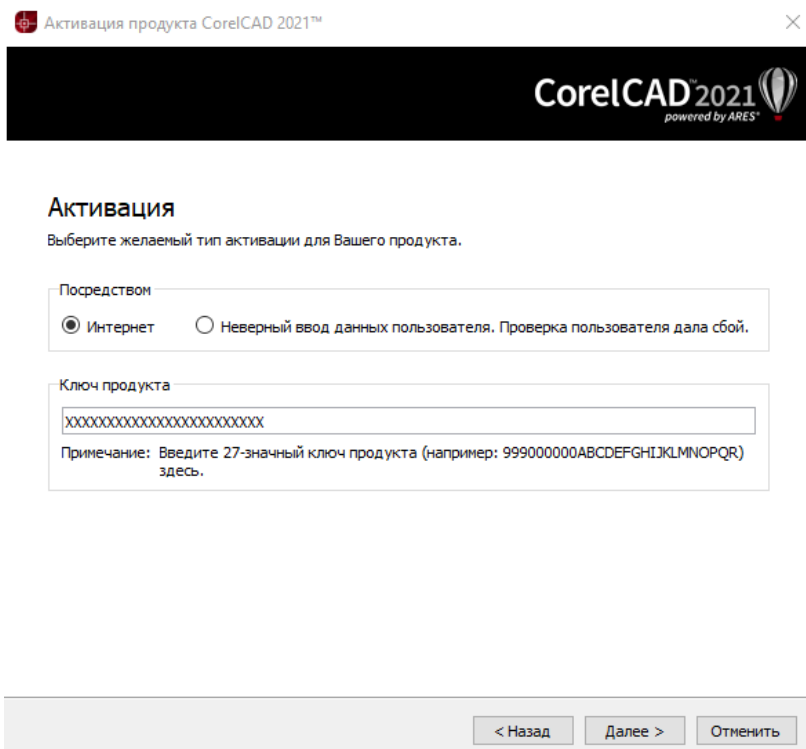 Активация продукта CorelCAD 2021™
CorelCAD™2021
powered by ARES®
Активация
Выберите желаемый тип активации для Вашего продукта.
Посредством
Интернет
Неверный ввод данных пользователя. Проверка пользователя дала сбой.
Ключ продукта
XXXXXXXXXXXXXXXXXXXXXXXX
Примечание: Введите 27-значный ключ продукта (например: 999000000ABCDEFGHIJKLMNOPQR)
здесь.
< Назад
Далее >
Отменить